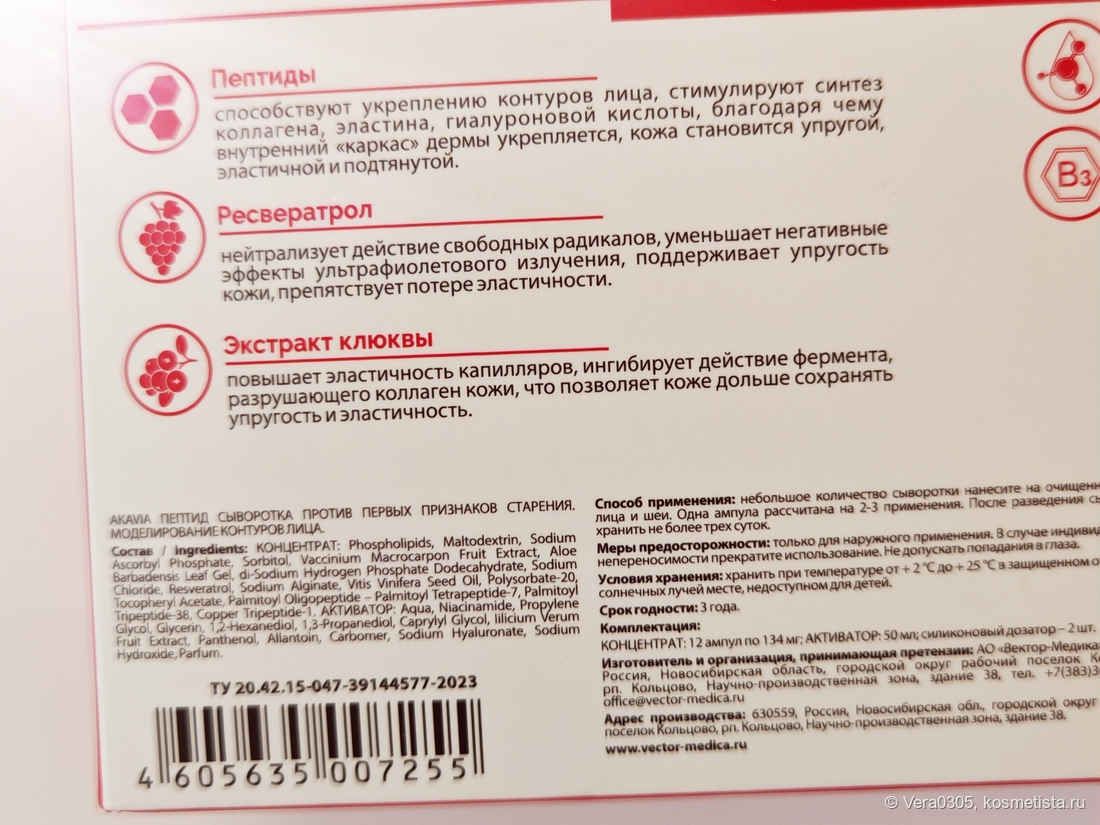 Пептиды
способствуют укреплению контуров лица, стимулируют синтез
коллагена, эластина, гиалуроновой кислоты, благодаря чему
внутренний «каркас» дермы укрепляется, кожа становится упругой,
эластичной и подтянутой.
Ресвератрол
нейтрализует действие свободных радикалов, уменьшает негативные
эффекты ультрафиолетового излучения, поддерживает упругость
кожи, препятствует потере эластичности.
Экстракт клюквы
повышает эластичность капилляров, ингибирует действие фермента,
разрушающего коллаген кожи, что позволяет коже дольше сохранять
упругость и эластичность.
B3
AKAVIA ПЕПТИД СЫВОРОТКА ПРОТИВ ПЕРВЫХ ПРИЗНАКОВ СТАРЕНИЯ.
МОДЕЛИРОВАНИЕ КОНТУРОВ ЛИЦА.
Состав / ingredients: КОНЦЕНТРАТ: Phospholipids, Maltodextrin, Sodium
Ascorbyl Phosphate, Sorbitol, Vaccinium Macrocarpon Fruit Extract, Aloe
Barbadensis Leaf Gel, di-Sodium Hydrogen Phosphate Dodecahydrate, Sodium
Chloride, Resveratrol, Sodium Alginate, Vitis Vinifera Seed Oil, Polysorbate-20,
Tocopheryl Acetate, Palmitoyl Oligopeptide – Palmitoyl Tetrapeptide-7, Palmitoyl
Tripeptide-38, Copper Tripeptide-1. АКТИВАТОР: Aqua, Niacinamide, Propylene
Glycol, Glycerin, 1,2-Hexanediol, 1,3-Propanediol, Caprylyl Glycol, Iilicium Verum
Fruit Extract, Panthenol, Allantoin, Carbomer, Sodium Hyaluronate, Sodium
Hydroxide, Parfum.
ТУ 20.42.15-047-39144577-2023
4 605635 007255
Способ применения: небольшое количество сыворотки нанесите на
лица и шеи. Одна ампула рассчитана на 2-3 применения. После разведения
хранить не более трех суток.
Меры предосторожности: только для наружного применения. В случае
непереносимости прекратите использование. Не допускать попадания в глаза.
Условия хранения: хранить при температуре от + 2 °C до + 25 °C в защищенном
солнечных лучей месте, недоступном для детей.
Срок годности: 3 года.
Комплектация:
КОНЦЕНТРАТ: 12 ампул по 134 мг; АКТИВАТОР: 50 мл; силиконовый дозатор – 2 шт.
Изготовитель и организация, принимающая претензии: АО «Вектор-Медика»
Россия, Новосибирская область, городской округ рабочий поселок
рп. Кольцово, Научно-производственная зона, здание 38, тел.
office@vector-medica.ru
Адрес производства: 630559, Россия, Новосибирская обл., городской округ
поселок Кольцово, рп. Кольцово, Научно-производственная зона, здание 38.
www.vector-medica.ru
© Vera0305, kosmetista.ru